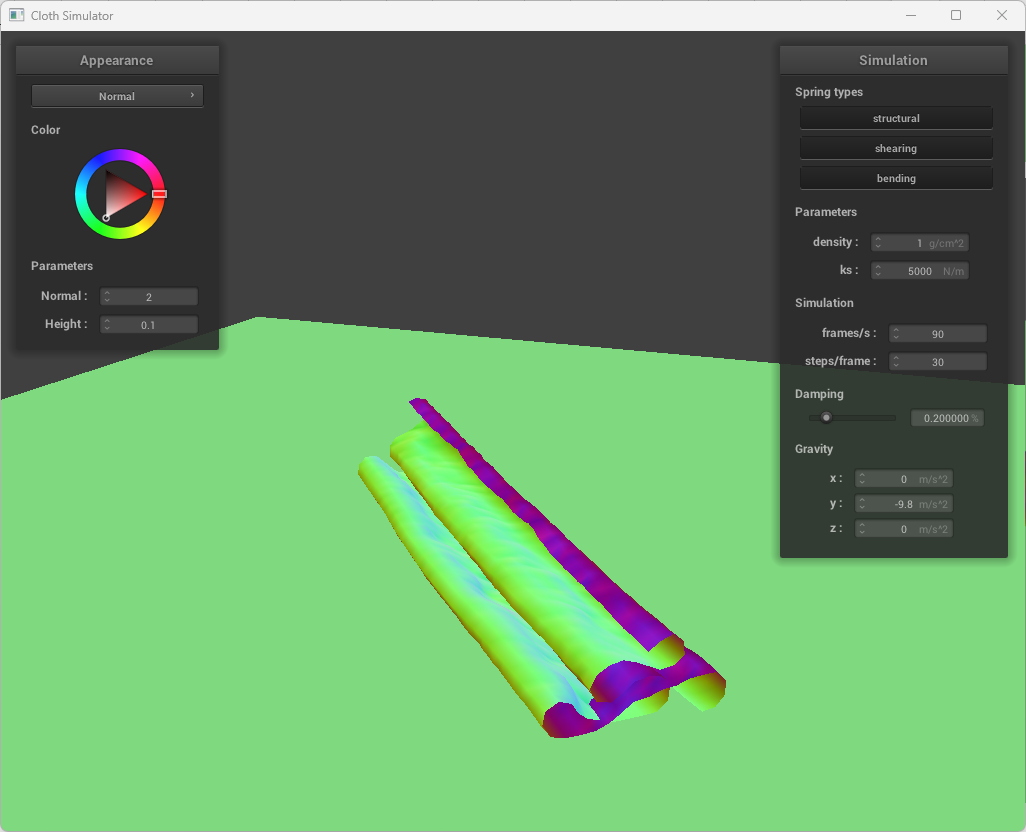 Cloth Simulator
Appearance
Normal
Color
Parameters
Normal : 2
Height : 0.1
Simulation
Spring types
structural
shearing
bending
Parameters
density : 1 g/cm^2
ks : 5000 N/m
Simulation
frames/s : 90
steps/frame : 30
Damping
0.200000 %
Gravity
x : 0 m/s^2
y : -9.8 m/s^2
z : 0 m/s^2